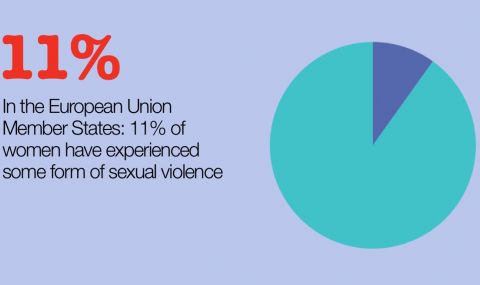 11%
In the European Union
Member States: 11% of
women have experienced
some form of sexual violence